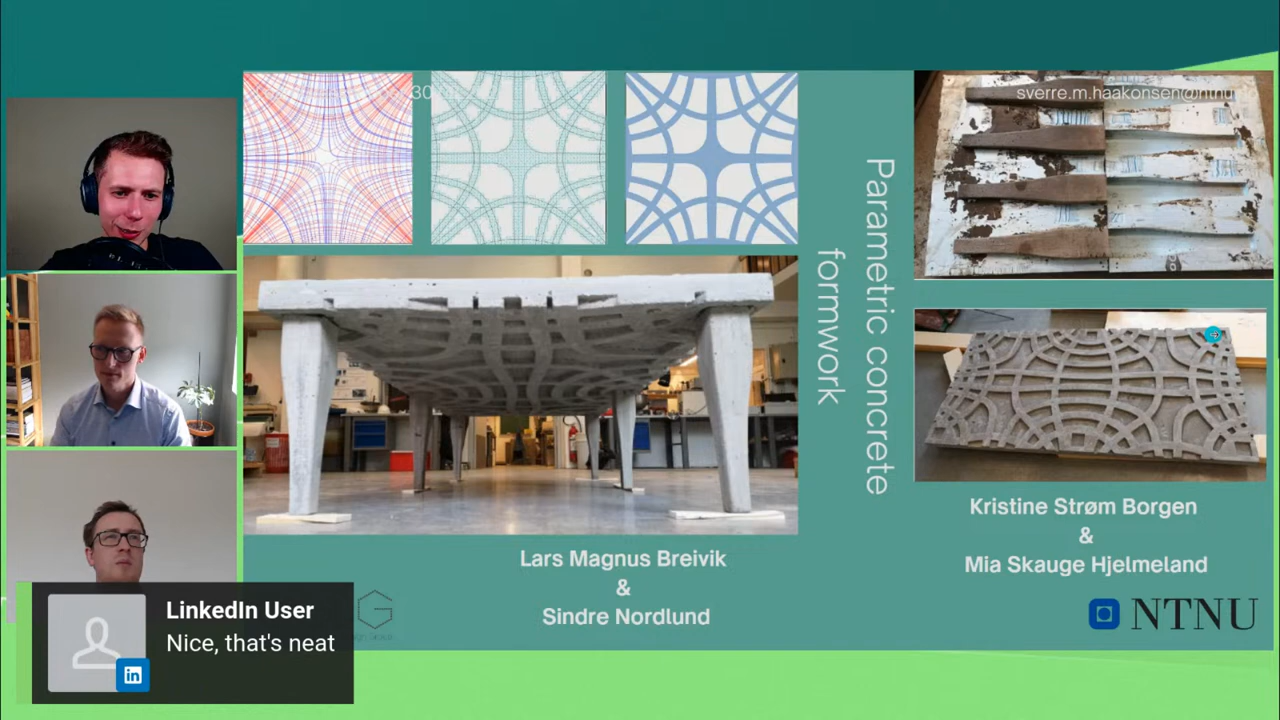 sverre.m.haakonsen@ntnu
Parametric concrete
formwork
Lars Magnus Breivik
&
Sindre Nordlund
Kristine Strøm Borgen
&
Mia Skauge Hjelmeland
NTNU
LinkedIn User
Nice, that's neat
in